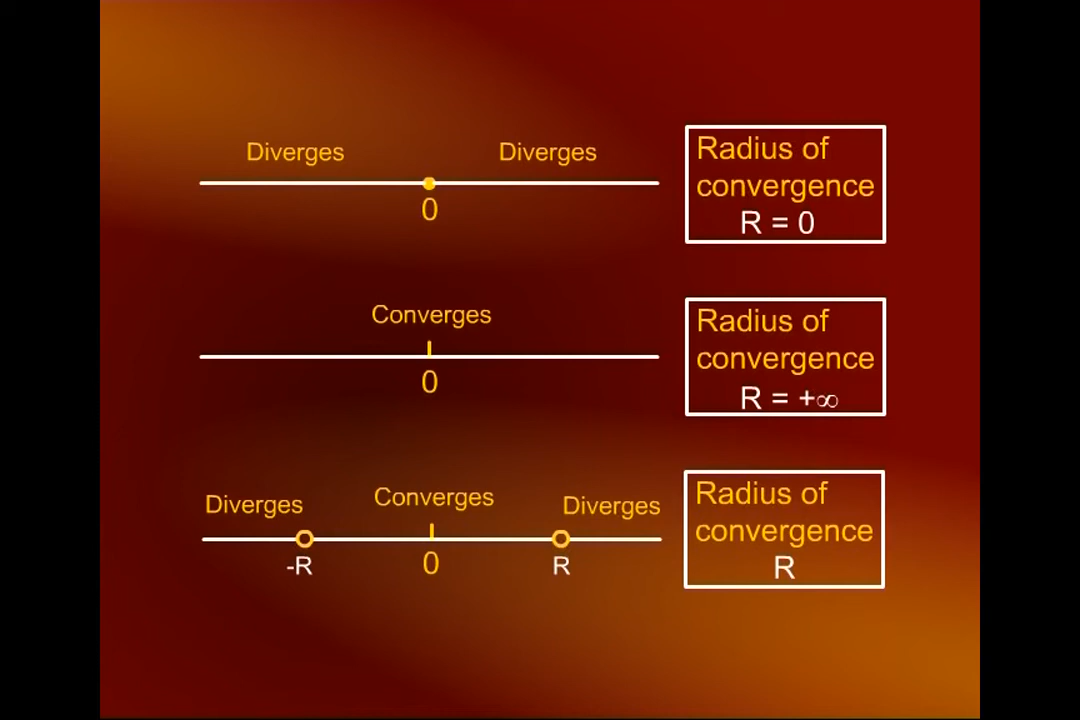 Diverges Diverges
0
Radius of
convergence
R = 0
Converges
0
Radius of
convergence
R = +∞
Diverges Converges Diverges
-R 0 R
Radius of
convergence
R